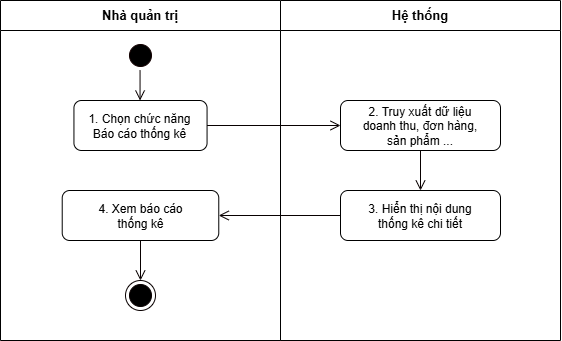 Nhà quản trị
Hệ thống
1. Chọn chức năng
Báo cáo thống kê
2. Truy xuất dữ liệu
doanh thu, đơn hàng,
sản phẩm ...
3. Hiển thị nội dung
thống kê chi tiết
4. Xem báo cáo
thống kê